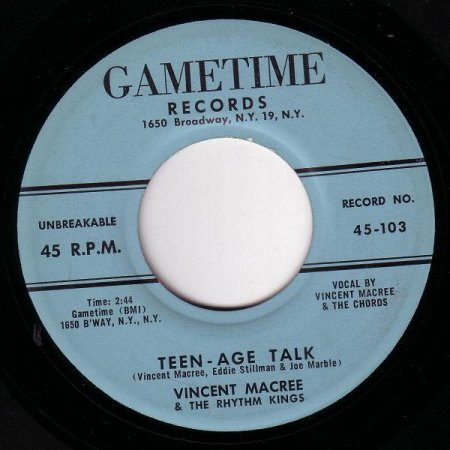 GAMETIME
RECORDS
1650 Broadway, N.Y. 19, N.Y.
UNBREAKABLE
45 R.P.M.
RECORD NO.
45-103
Time: 2:44
Gametime (BMI)
1650 B'WAY, N.Y., N.Y.
VOCAL BY
VINCENT MACREE
& THE CHORDS
TEEN-AGE TALK
(Vincent Macree, Eddie Stillman & Joe Marble)
VINCENT MACREE
& THE RHYTHM KINGS